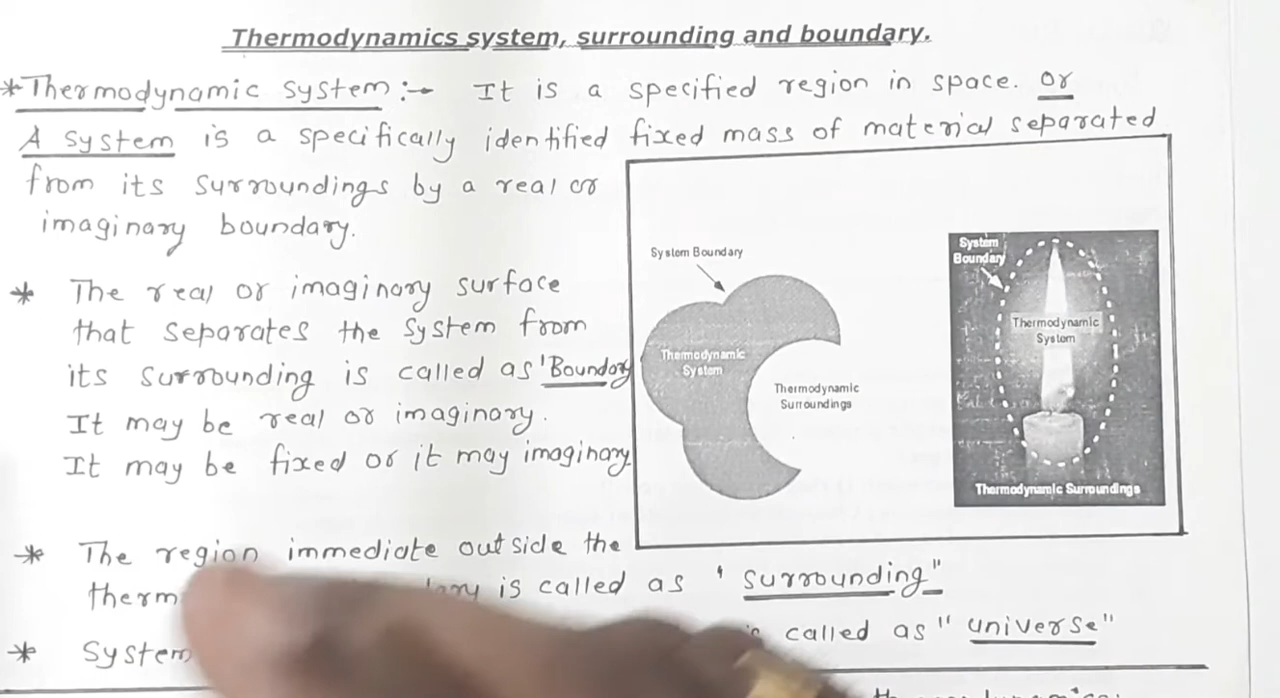 Thermodynamics system, surrounding and boundary.
* Thermodynamic System :- It is a specified region in space. or
A System is a specifically identified fixed mass of material separated
from its surroundings by a real or
imaginary boundary.
* The real or imaginary surface
that separates the system from
its surrounding is called as 'Boundary
It may be real or imaginary.
It may be fixed or it may imaginary.
System Boundary
Thermodynamic
System
Thermodynamic
Surroundings
System
Boundary
Thermodynamic
System
Thermodynamic Surroundings
* The region immediate outside the
is called as "surrounding"
* System called as "universe"